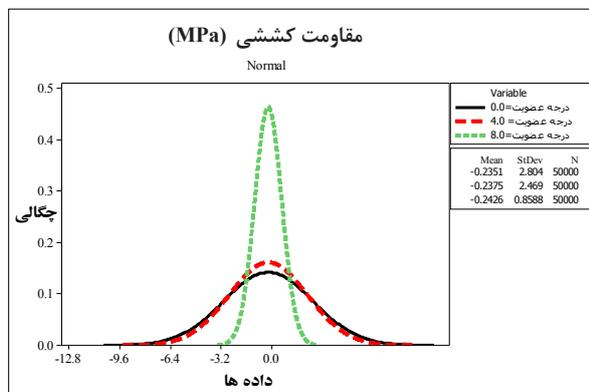 مقاومت کششی (MPa)
Normal
0.5
0.4
0.3
0.2
0.1
0.0
چگالی
-12.8 -9.6 -6.4 -3.2 0.0
داده ها
Variable
درجه عضویت=0.0
درجه عضویت= 4.0
درجه عضویت=8.0
Mean StDev N
-0.2351 2.804 50000
-0.2375 2.469 50000
-0.2426 0.8588 50000